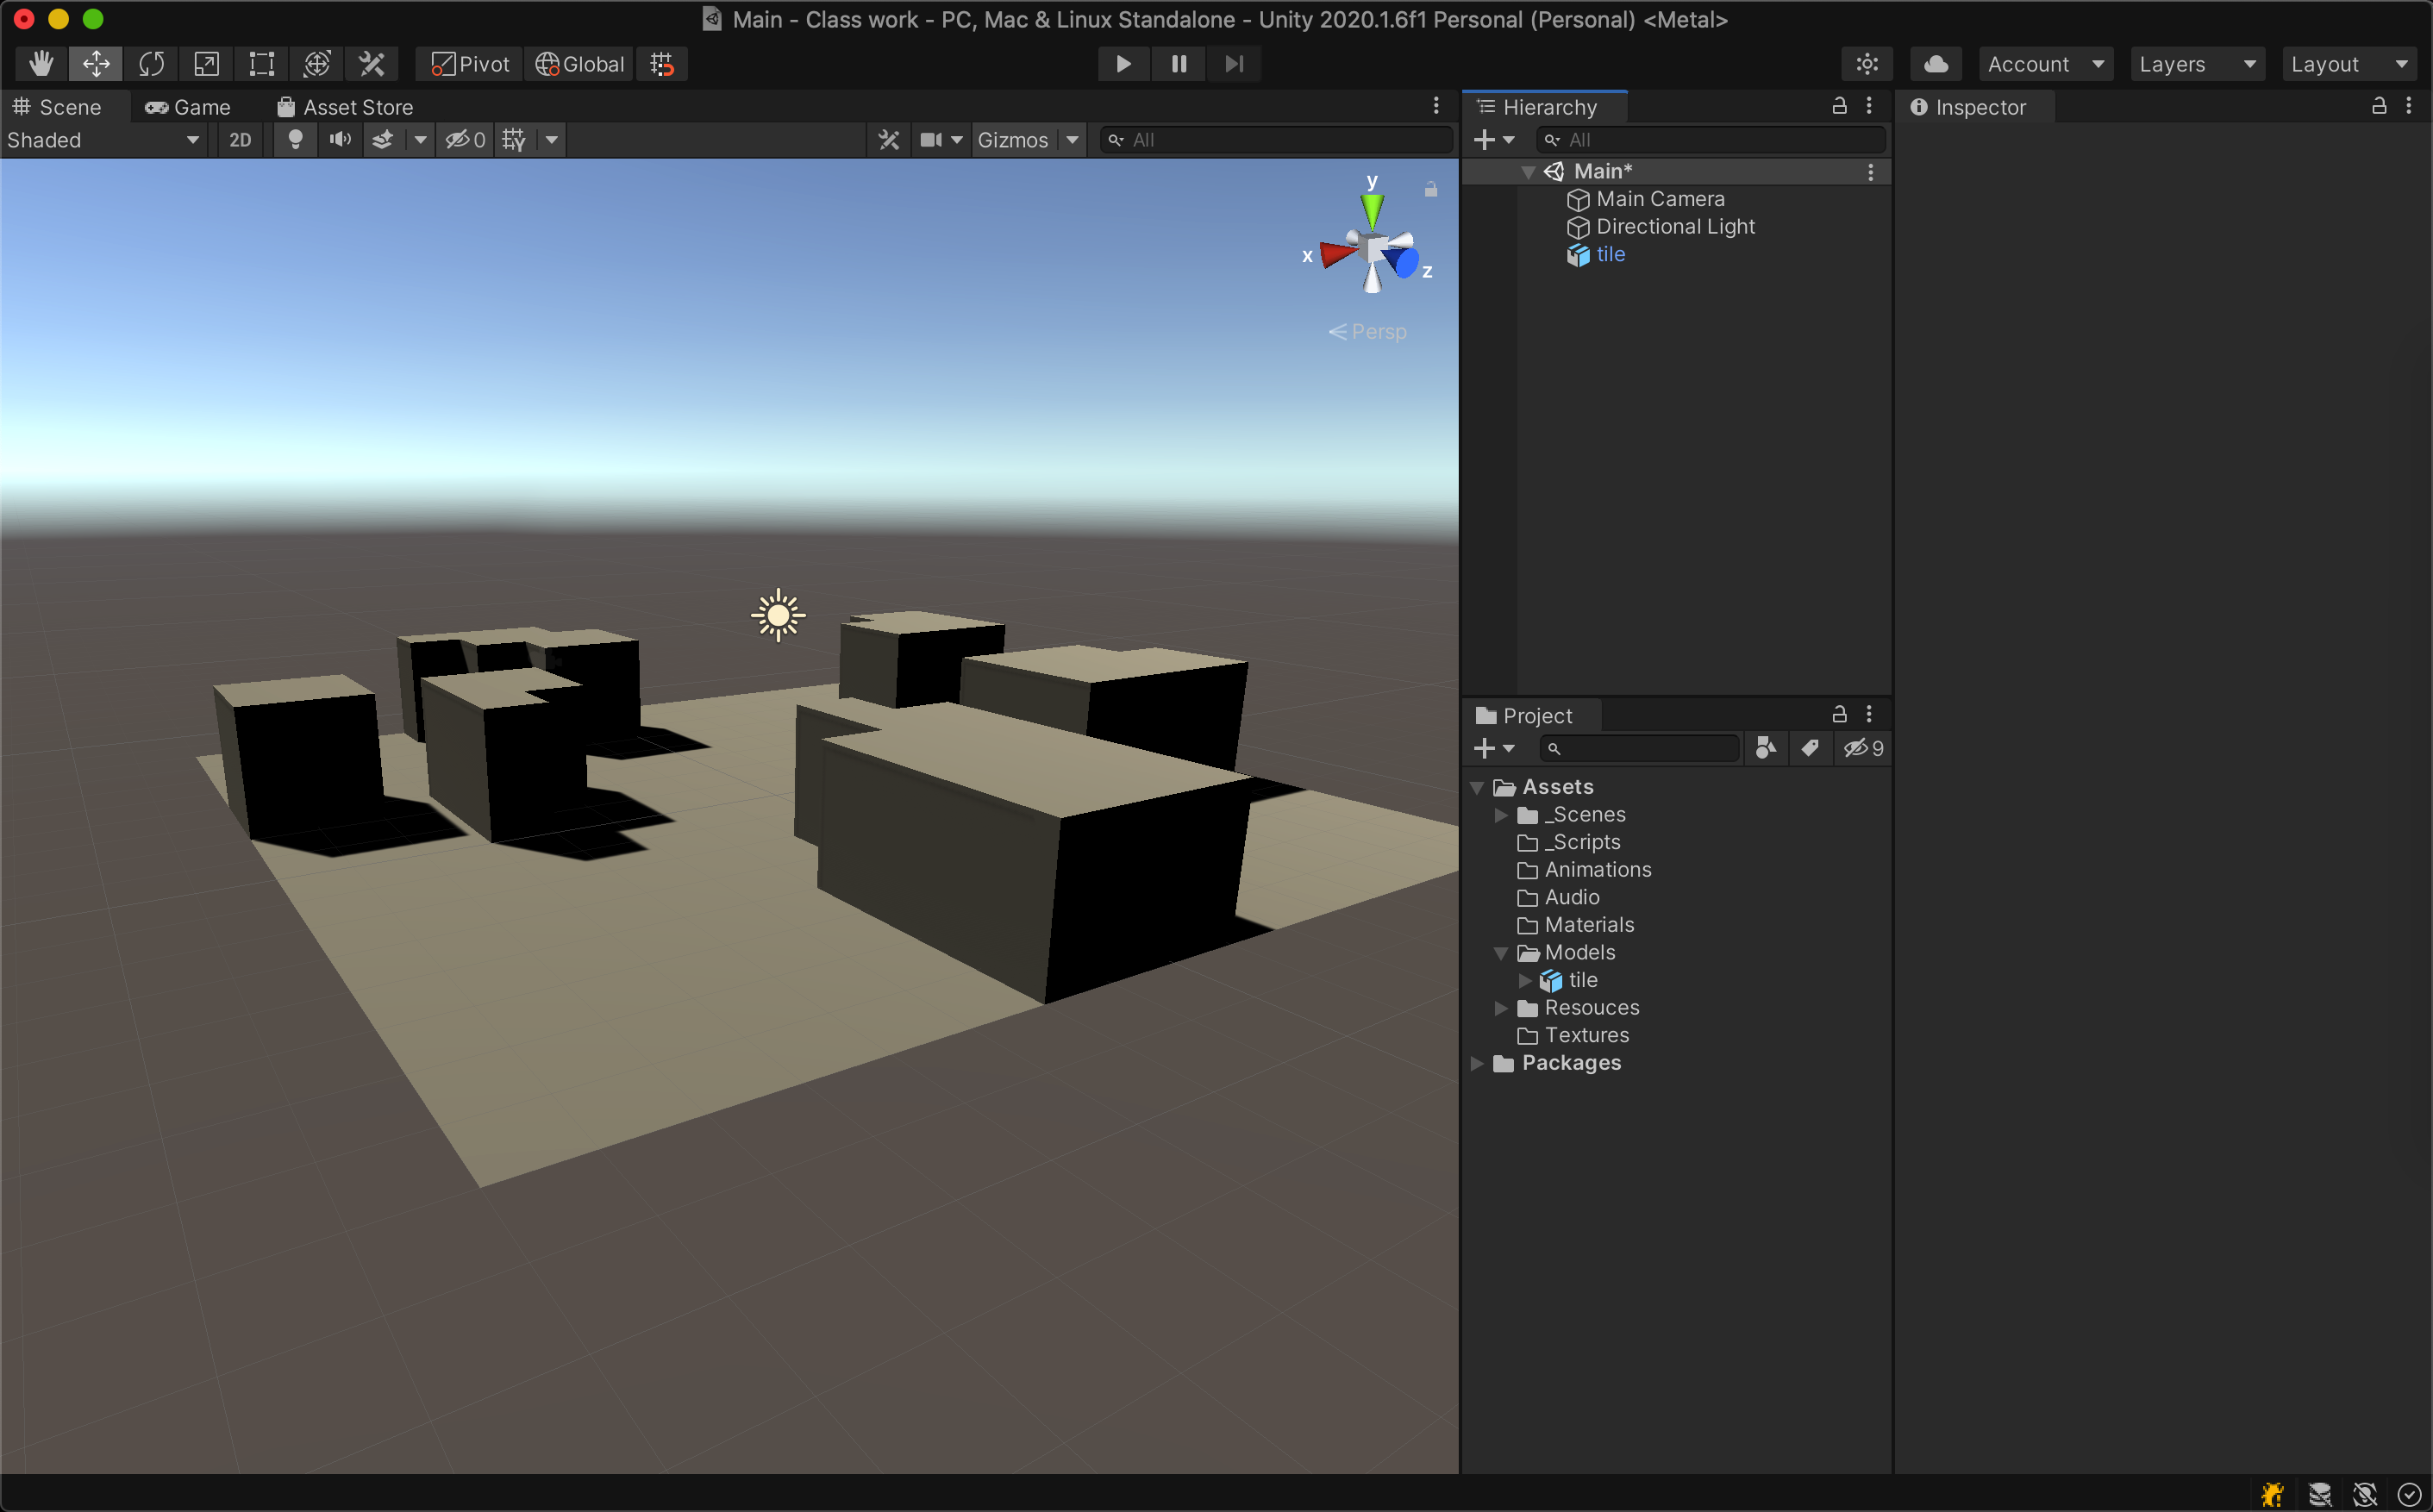 Main - Class work - PC, Mac & Linux Standalone - Unity 2020.1.6f1 Personal (Personal) <Metal>
Pivot Global Account Layers Layout
Scene Game Asset Store
Shaded 2D 0 Gizmos All
y
x
z
Persp
Hierarchy
All
Main*
Main Camera
Directional Light
tile
Project
9
Assets
_Scenes
_Scripts
Animations
Audio
Materials
Models
tile
Resouces
Textures
Packages
Inspector